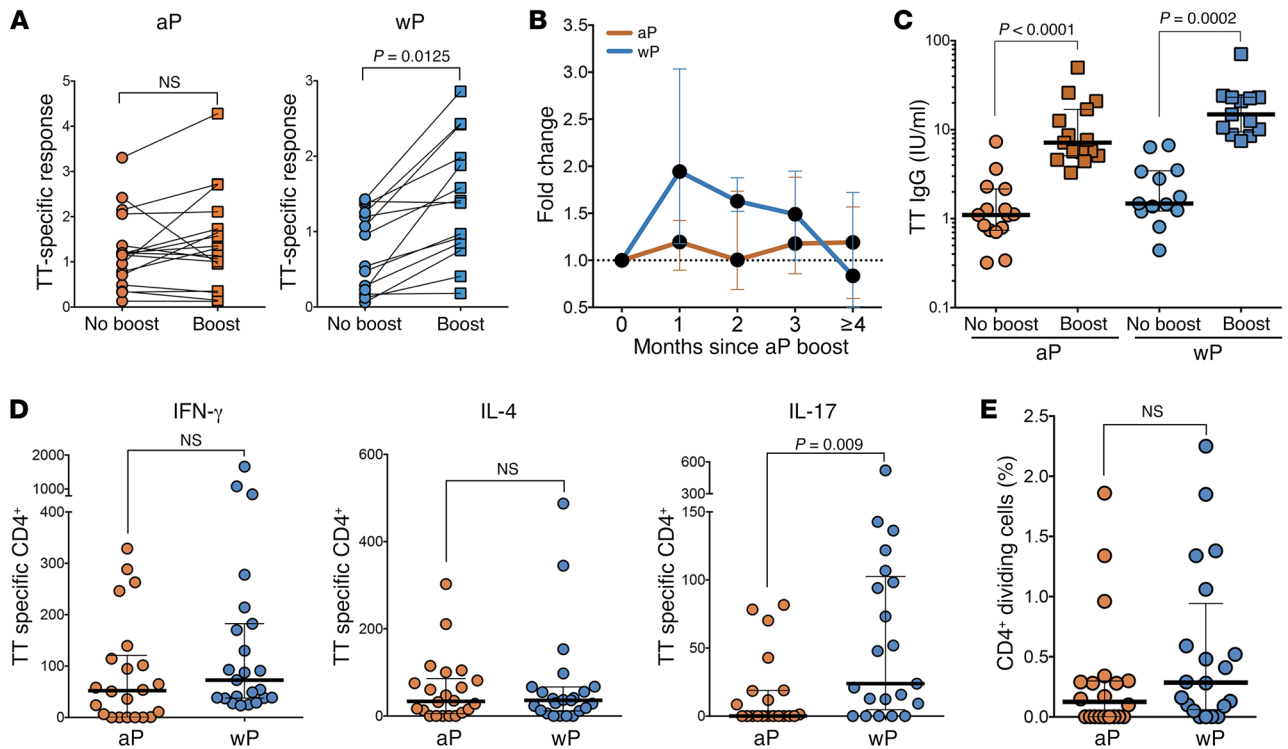 A
aP
wP
TT-specific response
5
4
3
2
1
0
NS
No boost
Boost
TT-specific response
3
2
1
0
P = 0.0125
No boost
Boost
B
Fold change
3.5
3.0
2.5
2.0
1.5
1.0
0.5
aP
wP
0
1
2
3
≥4
Months since aP boost
C
TT IgG (IU/ml)
100
10
1
0.1
P < 0.0001
P = 0.0002
No boost
Boost
No boost
Boost
aP
wP
D
IFN-γ
TT specific CD4⁺
2000
1000
400
300
200
100
0
NS
aP
wP
IL-4
TT specific CD4⁺
600
400
200
0
NS
aP
wP
IL-17
TT specific CD4⁺
600
300
150
100
50
0
P = 0.009
aP
wP
E
CD4⁺ dividing cells (%)
2.5
2.0
1.5
1.0
0.5
0.0
NS
aP
wP